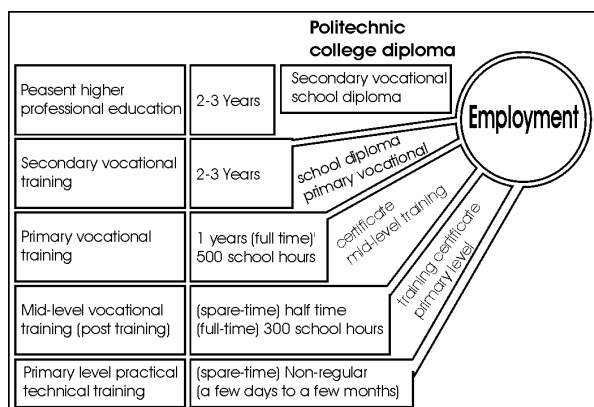 Politechnic
college diploma
Peasent higher
professional education
2-3 Years
Secondary vocational
school diploma
Employment
Secondary vocational
training
2-3 Years
school diploma
primary vocational
Primary vocational
training
1 years (full time)'
500 school hours
certificate
mid-level training
Mid-level vocational
training (post training)
(spare-time) half time
(full-time) 300 school hours
training certificate
primary level
Primary level practical
technical training
(spare-time) Non-regular
(a few days to a few months)